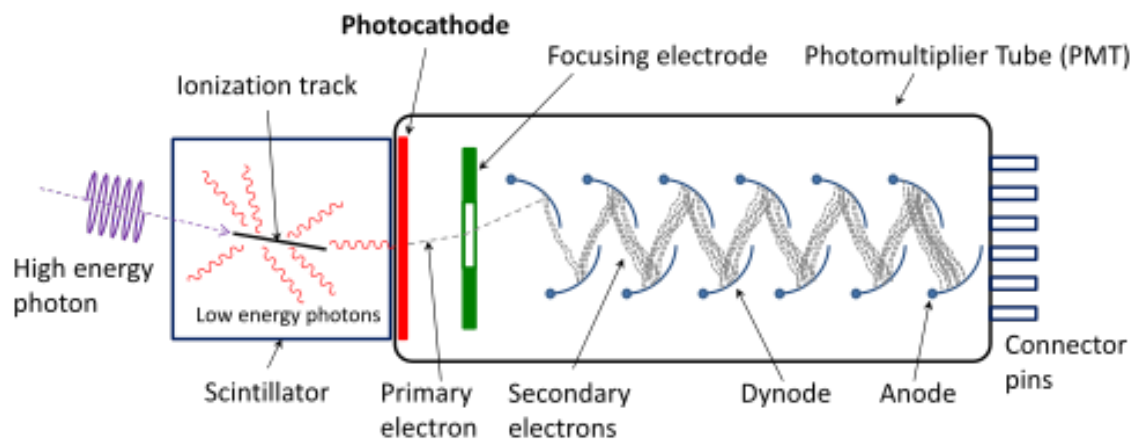 Photocathode
Focusing electrode
Photomultiplier Tube (PMT)
Ionization track
High energy
photon
Low energy photons
Scintillator
Primary
electron
Secondary
electrons
Dynode
Anode
Connector
pins